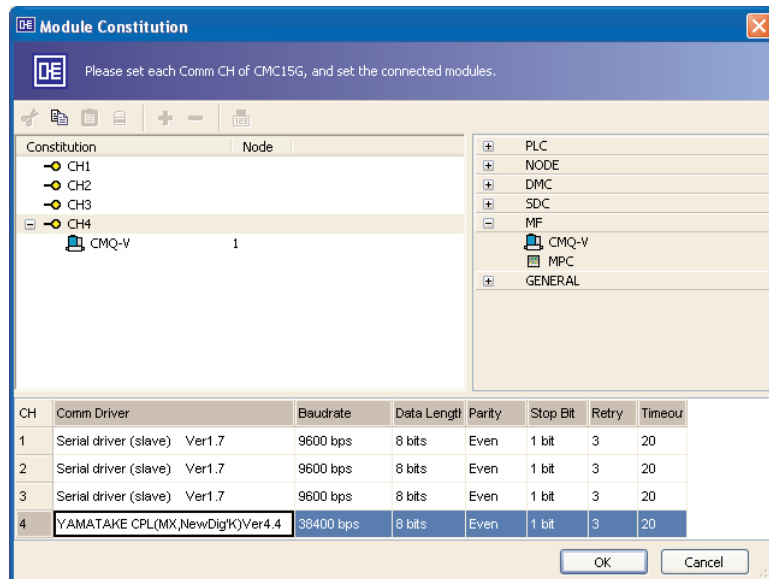 Module Constitution
Please set each Comm CH of CMC15G, and set the connected modules.
Constitution Node
CH1
CH2
CH3
CH4
CMQ-V 1
PLC
NODE
DMC
SDC
MF
CMQ-V
MPC
GENERAL
CH Comm Driver Baudrate Data Length Parity Stop Bit Retry Timeou
1 Serial driver (slave) Ver1.7 9600 bps 8 bits Even 1 bit 3 20
2 Serial driver (slave) Ver1.7 9600 bps 8 bits Even 1 bit 3 20
3 Serial driver (slave) Ver1.7 9600 bps 8 bits Even 1 bit 3 20
4 YAMATAKE CPL(MX,NewDig'K)Ver4.4 38400 bps 8 bits Even 1 bit 3 20
OK Cancel